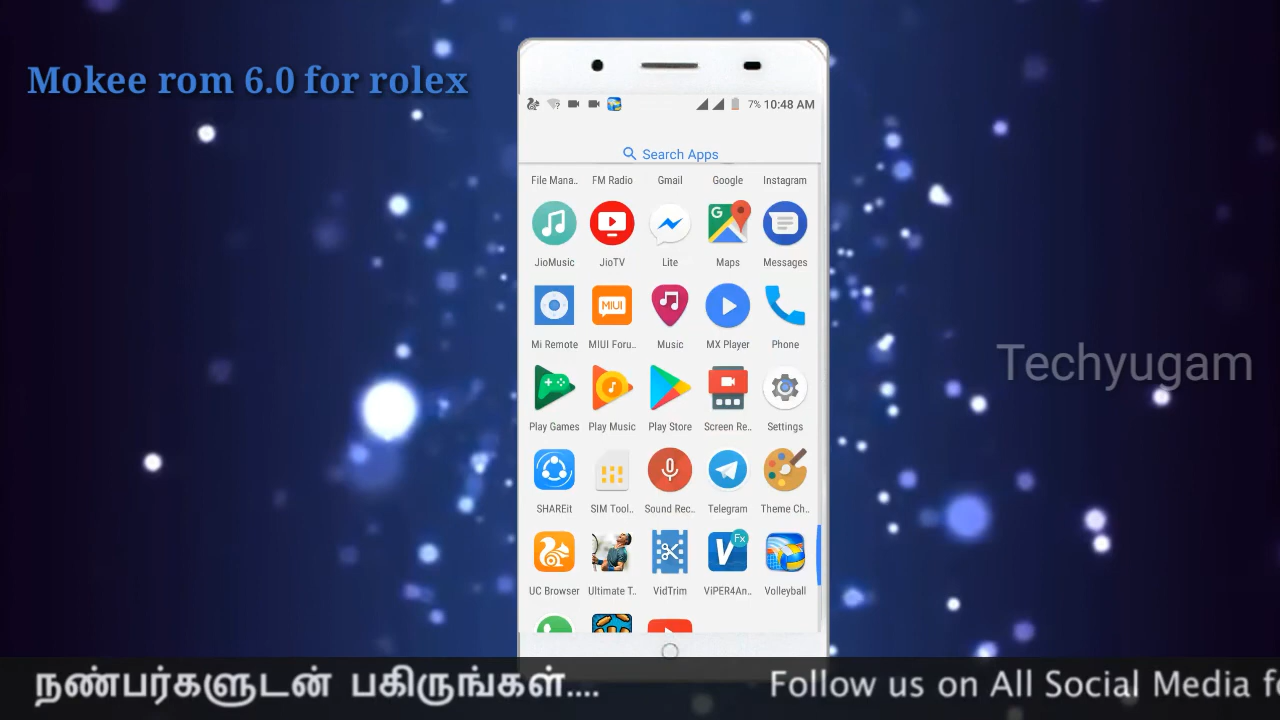 Mokee rom 6.0 for rolex
7% 10:48 AM
Search Apps
File Mana.. FM Radio Gmail Google Instagram
G
JioMusic JioTV Lite Maps Messages
MIUI
Mi Remote MIUI Foru.. Music MX Player Phone
Techyugam
Play Games Play Music Play Store Screen Re.. Settings
SHAREit SIM Tool.. Sound Rec.. Telegram Theme Ch..
V Fx
UC Browser Ultimate T.. VidTrim ViPER4An.. Volleyball
நண்பர்களுடன் பகிருங்கள்.... Follow us on All Social Media fo